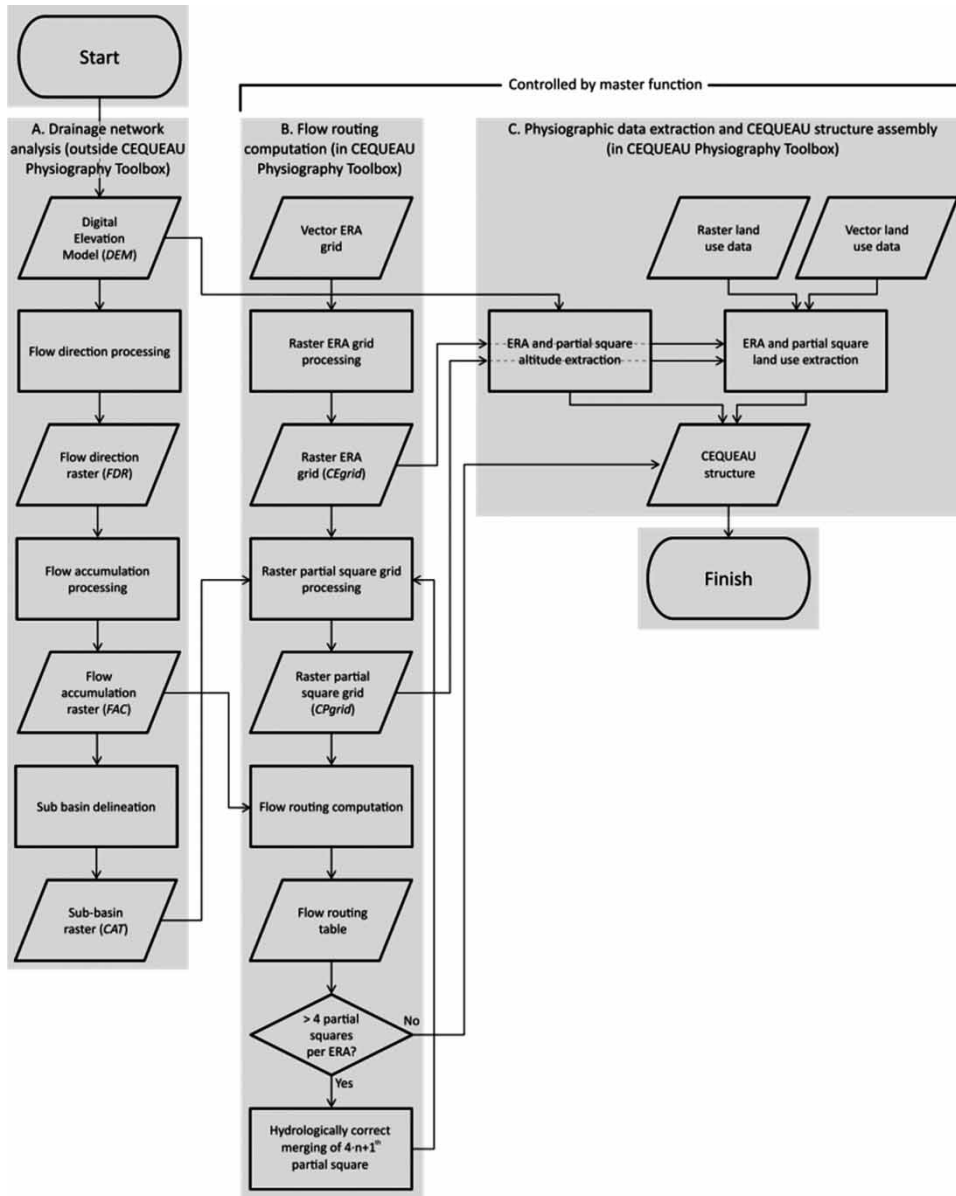 Start
Controlled by master function
A. Drainage network
analysis (outside CEQUEAU
Physiography Toolbox)
Digital
Elevation
Model (DEM)
Flow direction processing
Flow direction
raster (FDR)
Flow accumulation
processing
Flow
accumulation
raster (FAC)
Sub basin delineation
Sub-basin
raster (CAT)
B. Flow routing
computation (in CEQUEAU
Physiography Toolbox)
Vector ERA
grid
Raster ERA grid
processing
Raster ERA
grid (CEgrid)
Raster partial square grid
processing
Raster partial
square grid
(CPgrid)
Flow routing computation
Flow routing
table
> 4 partial
squares
per ERA?
No
Yes
Hydrologically correct
merging of 4·n+1th
partial square
C. Physiographic data extraction and CEQUEAU structure assembly
(in CEQUEAU Physiography Toolbox)
Raster land
use data
Vector land
use data
ERA and partial square
altitude extraction
ERA and partial square
land use extraction
CEQUEAU
structure
Finish